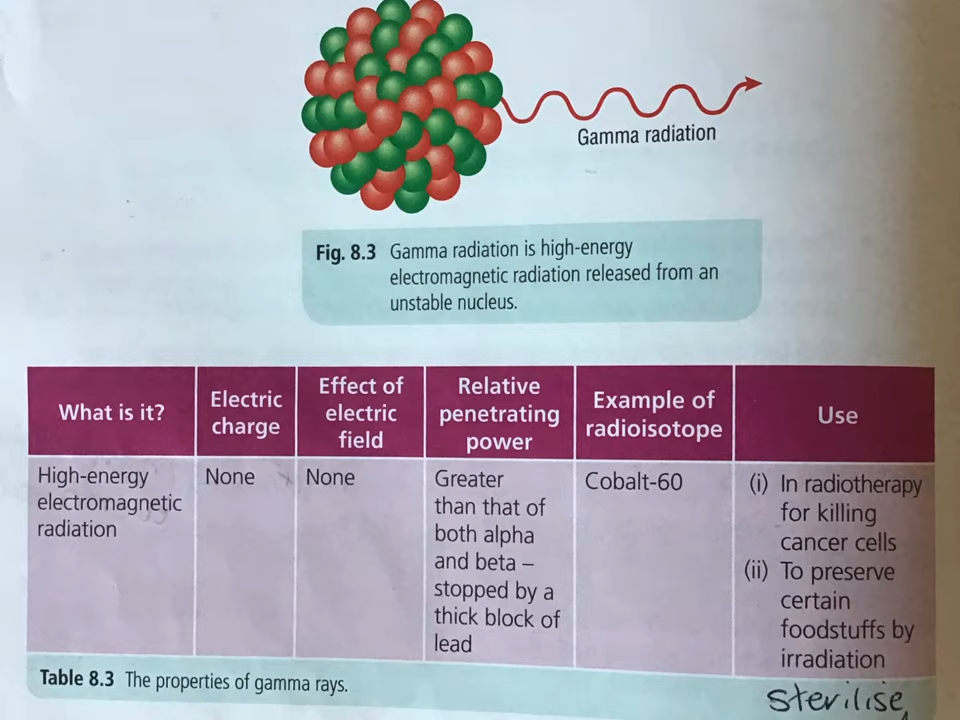 Gamma radiation
Fig. 8.3 Gamma radiation is high-energy
electromagnetic radiation released from an
unstable nucleus.
What is it?
Electric
charge
Effect of
electric
field
Relative
penetrating
power
Example of
radioisotope
Use
High-energy
electromagnetic
radiation
None
None
Greater
than that of
both alpha
and beta –
stopped by a
thick block of
lead
Cobalt-60
(i) In radiotherapy
for killing
cancer cells
(ii) To preserve
certain
foodstuffs by
irradiation
Table 8.3 The properties of gamma rays.
sterilise,